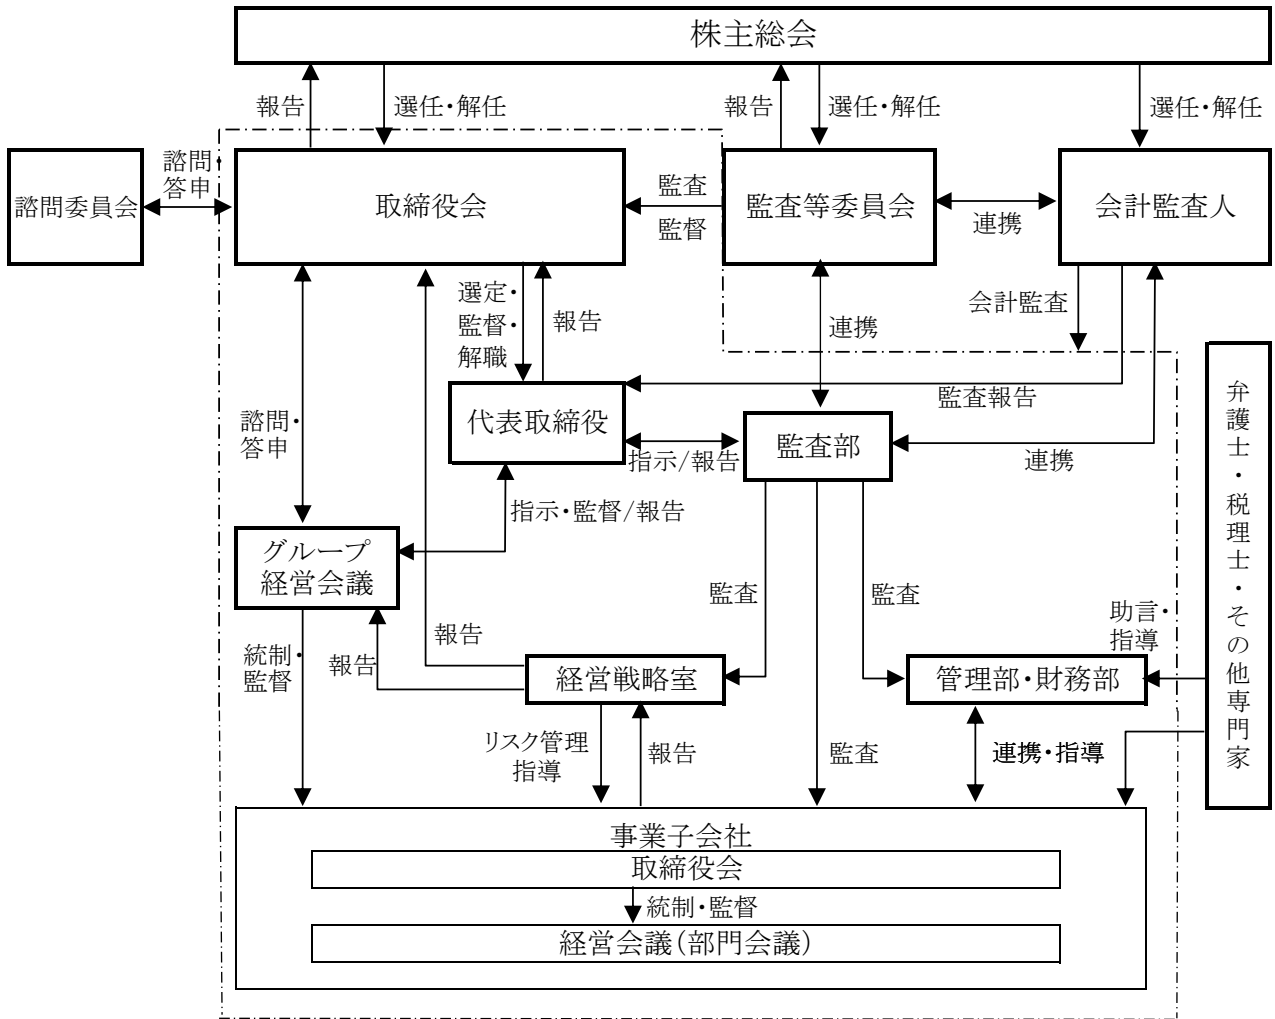 株主総会
報告
選任・解任
報告
選任・解任
選任・解任
諮問・
答申
諮問委員会
取締役会
監査
監督
監査等委員会
連携
会計監査人
選定・
監督・
解職
報告
連携
会計監査
監査報告
代表取締役
指示/報告
監査部
連携
諮問・
答申
指示・監督/報告
グループ
経営会議
監査
監査
助言・
指導
弁護士・税理士・その他専門家
統制・
監督
報告
報告
経営戦略室
管理部・財務部
リスク管理
指導
報告
監査
連携・指導
事業子会社
取締役会
統制・監督
経営会議(部門会議)